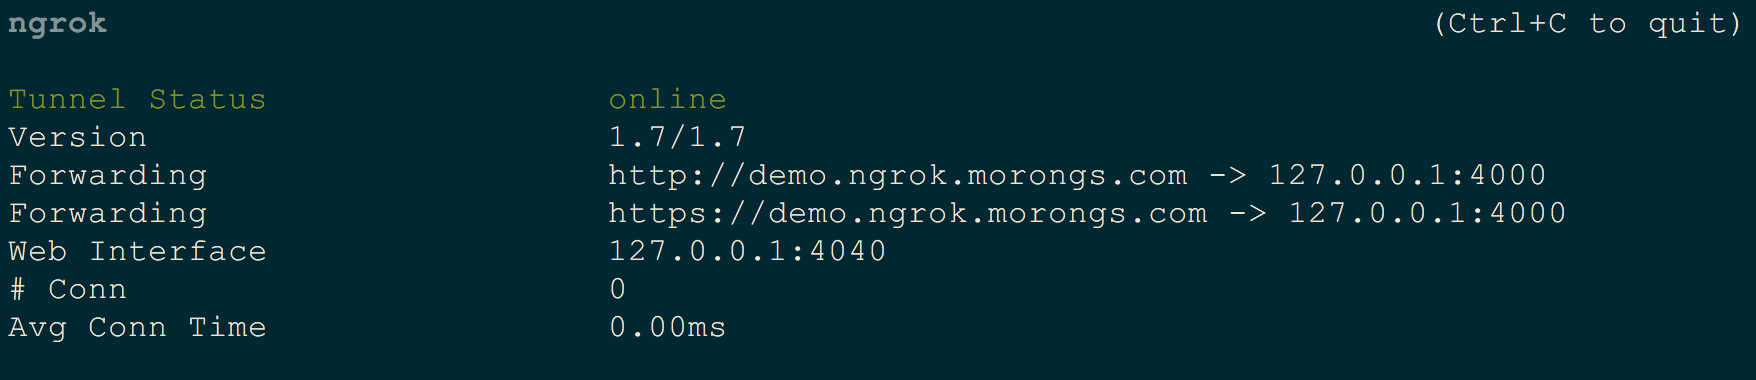 ngrok (Ctrl+C to quit)
Tunnel Status online
Version 1.7/1.7
Forwarding http://demo.ngrok.morongs.com -> 127.0.0.1:4000
Forwarding https://demo.ngrok.morongs.com -> 127.0.0.1:4000
Web Interface 127.0.0.1:4040
# Conn 0
Avg Conn Time 0.00ms